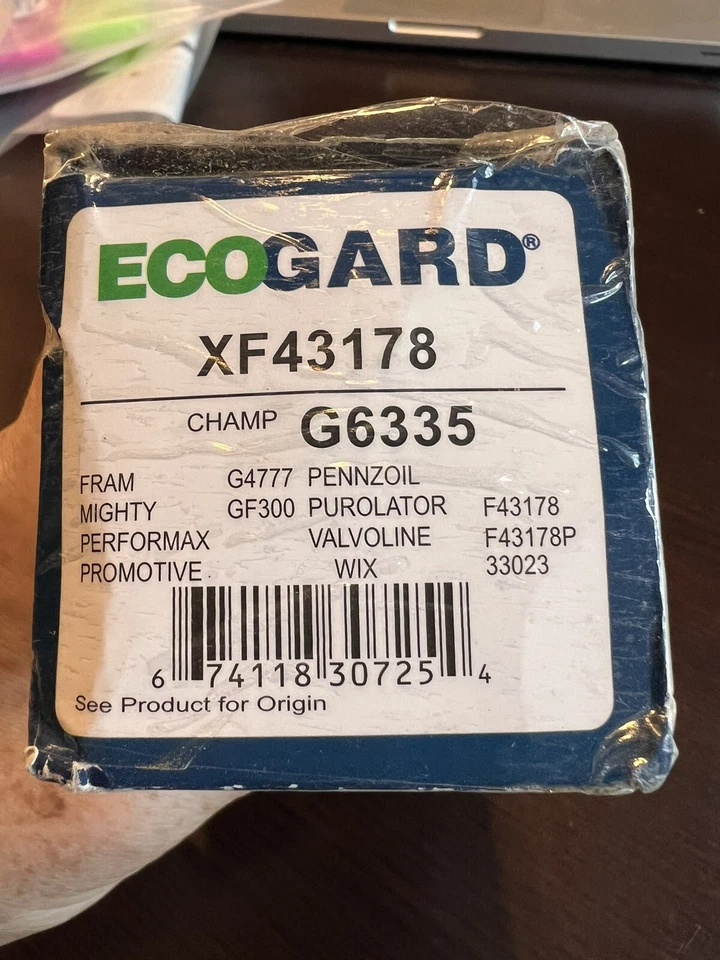 ECOGARD®
XF43178
CHAMP G6335
FRAM G4777 PENNZOIL
MIGHTY GF300 PUROLATOR F43178
PERFORMAX VALVOLINE F43178P
PROMOTIVE WIX 33023
6 74118 30725 4
See Product for Origin